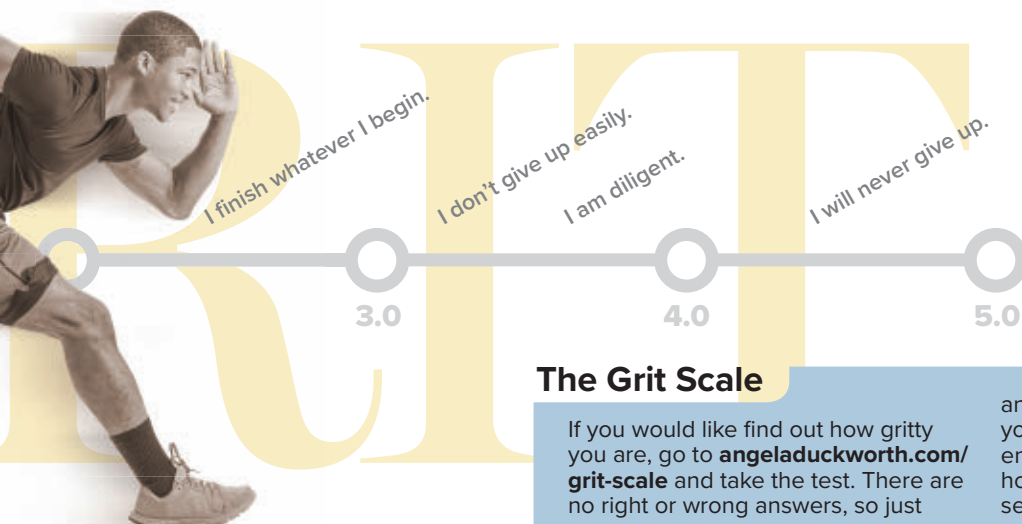 RIT
I finish whatever I begin.
I don't give up easily.
I am diligent.
I will never give up.
3.0
4.0
5.0
The Grit Scale
If you would like find out how gritty
you are, go to angeladuckworth.com/
grit-scale and take the test. There are
no right or wrong answers, so just